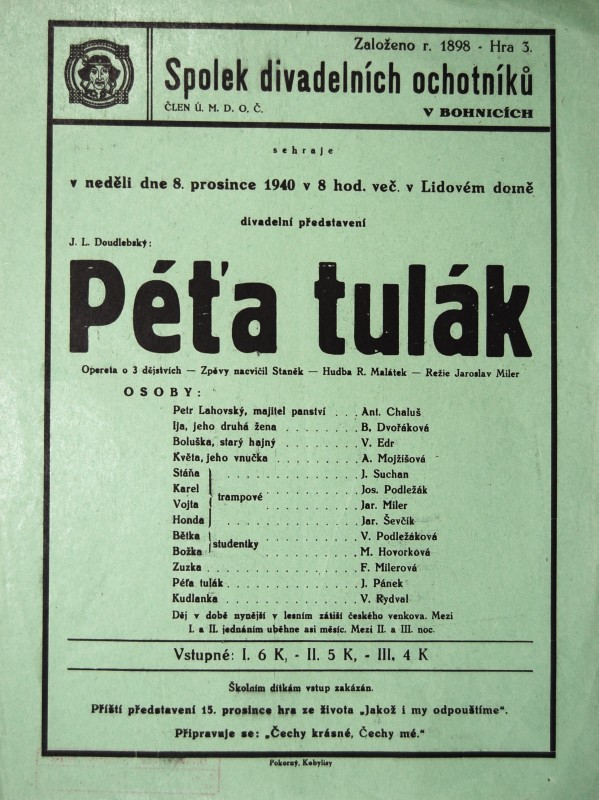 Založeno r. 1898 - Hra 3.
Spolek divadelních ochotníků
ČLEN Ú. M. D. O. Č.
V BOHNICÍCH
sehraje
v neděli dne 8. prosince 1940 v 8 hod. več. v Lidovém domě
divadelní představení
J. L. Doudlebský:
Péťa tulák
Opereta o 3 dějstvích — Zpěvy nacvičil Staněk — Hudba R. Malátek — Režie Jaroslav Miler
OSOBY:
Petr Lahovský, majitel panství . . . Ant. Chaluš
Ija, jeho druhá žena . . . . . . . . B. Dvořáková
Boluška, starý hajný . . . . . . . . V. Edr
Květa, jeho vnučka . . . . . . . . . A. Mojžíšová
Stáňa . . . . . . . . J. Suchan
Karel . . . . . . . . Jos. Podležák
trampové
Vojta . . . . . . . . Jar. Miler
Honda . . . . . . . . Jar. Ševčík
Bětka . . . . . . . . V. Podležáková
studentky
Božka . . . . . . . . M. Hovorková
Zuzka . . . . . . . . F. Milerová
Péťa tulák . . . . . . . . J. Pánek
Kudlanka . . . . . . . . V. Rydval
Děj v době nynější v lesním zátiší českého venkova. Mezi
I. a II. jednáním uběhne asi měsíc. Mezi II. a III. noc.
Vstupné: I. 6 K, - II. 5 K, - III. 4 K
Školním dítkám vstup zakázán.
Příští představení 15. prosince hra ze života „Jakož i my odpouštíme".
Připravuje se: „Čechy krásné, Čechy mé."
Pokorný, Kobylisy